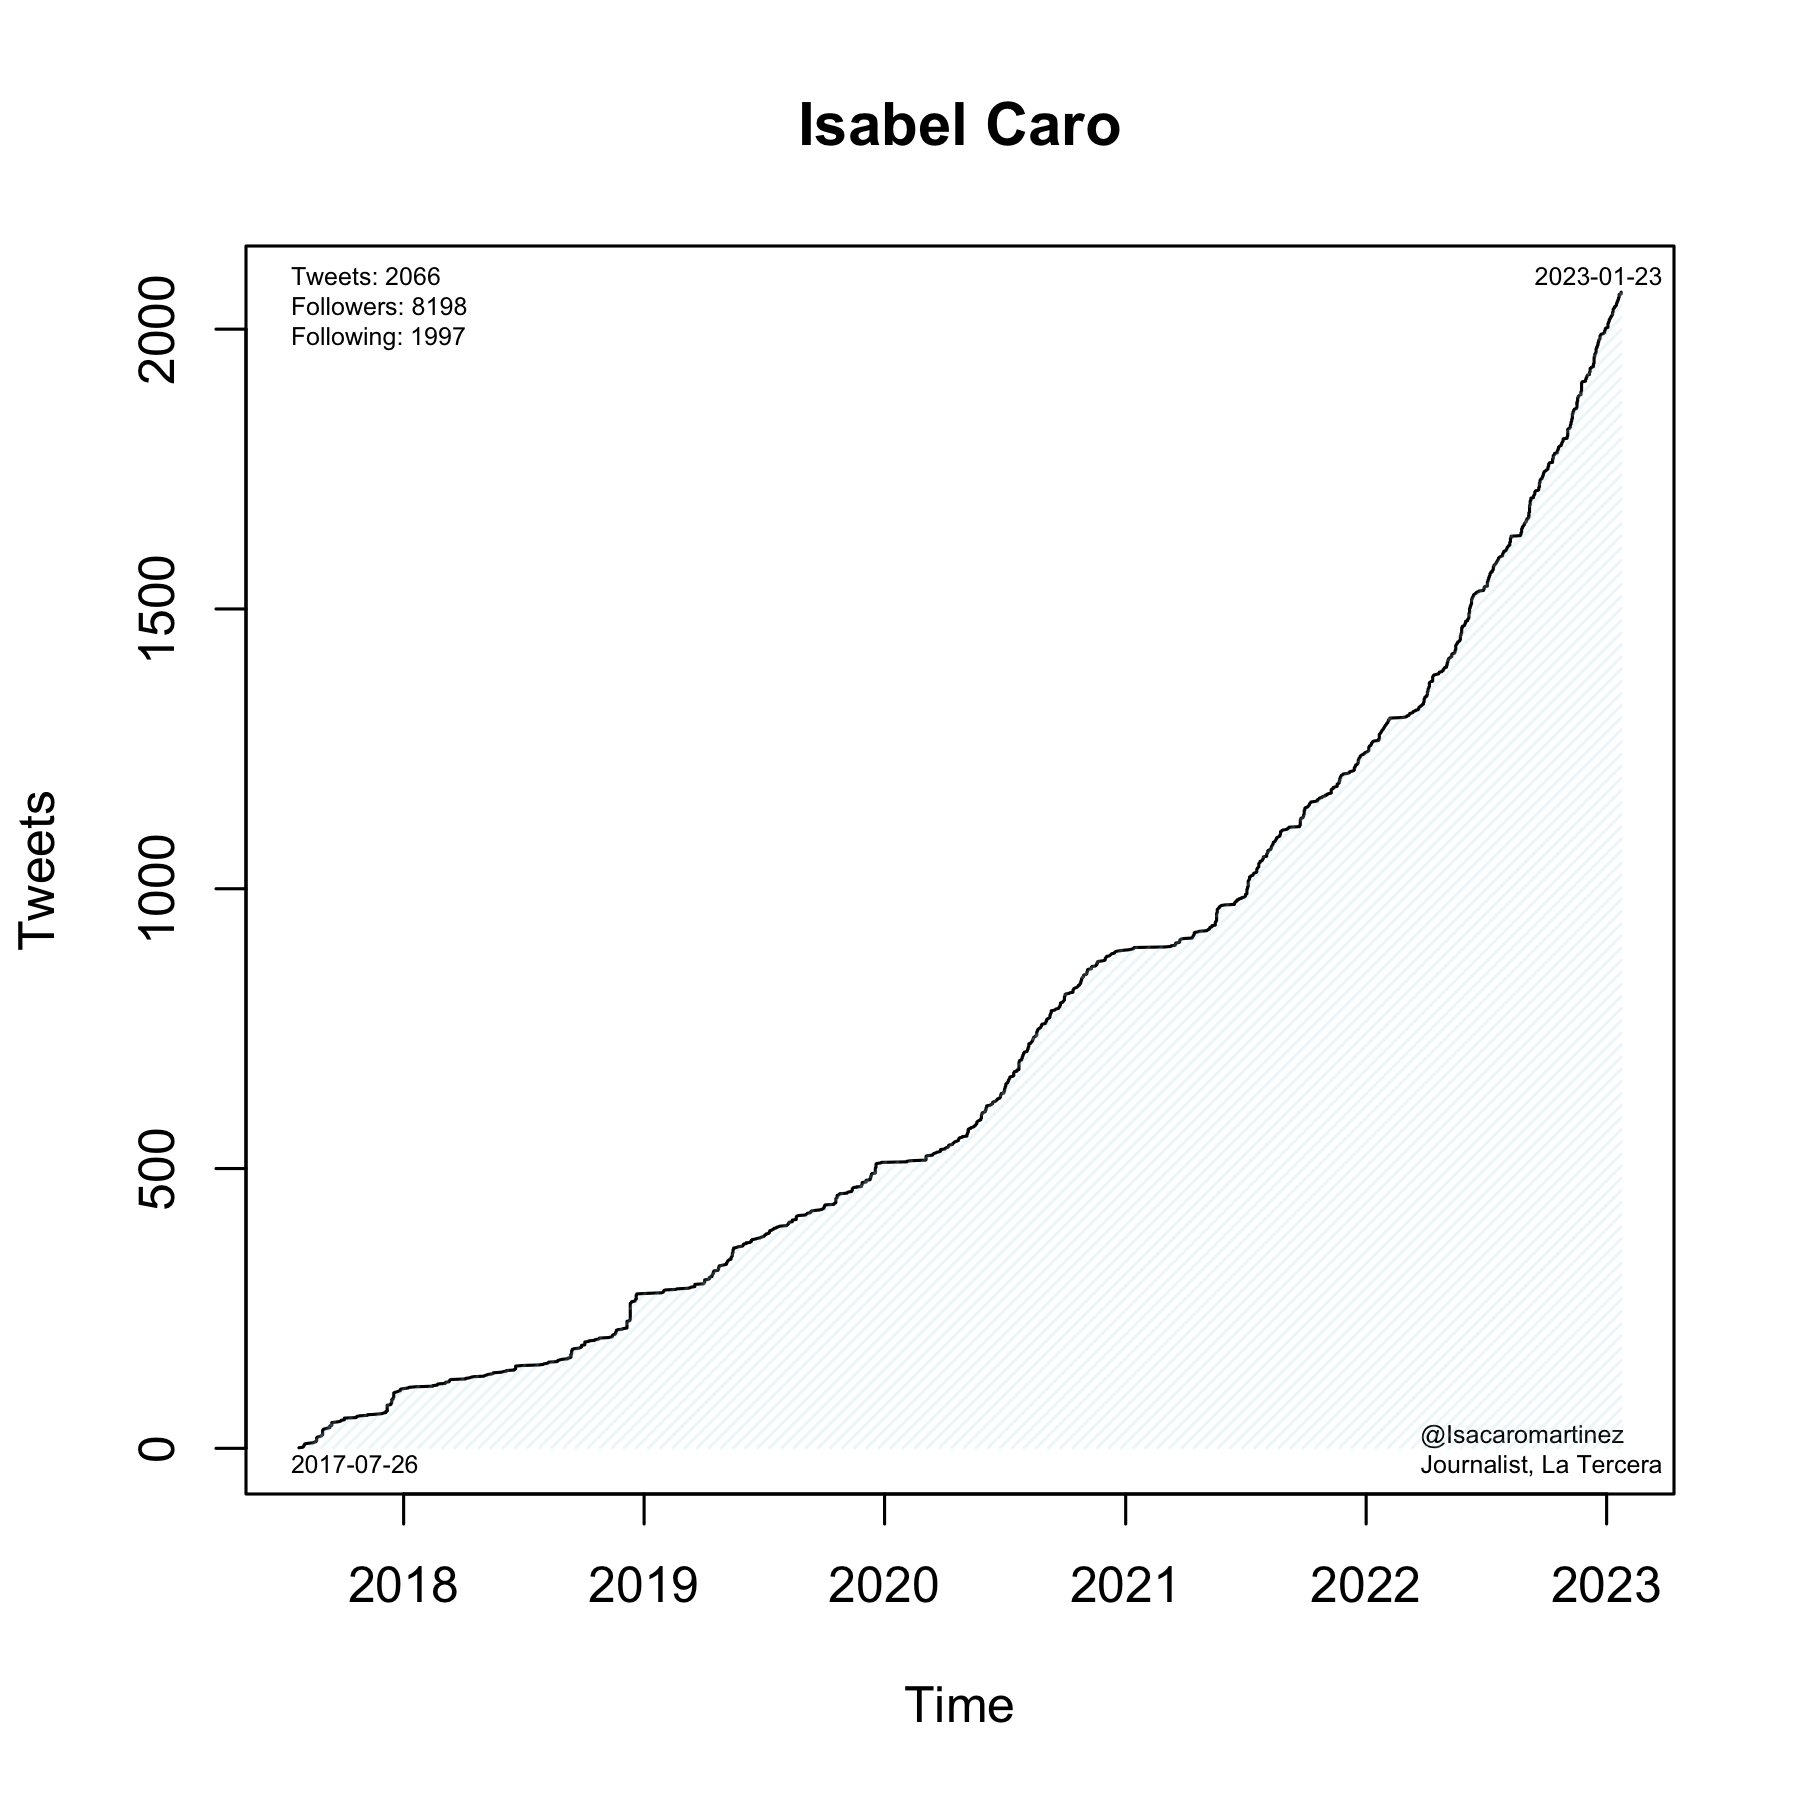 Isabel Caro
Tweets: 2066
Followers: 8198
Following: 1997
2023-01-23
2000
1500
1000
500
0
Tweets
@Isacaromartinez
Journalist, La Tercera
2017-07-26
2018 2019 2020 2021 2022 2023
Time